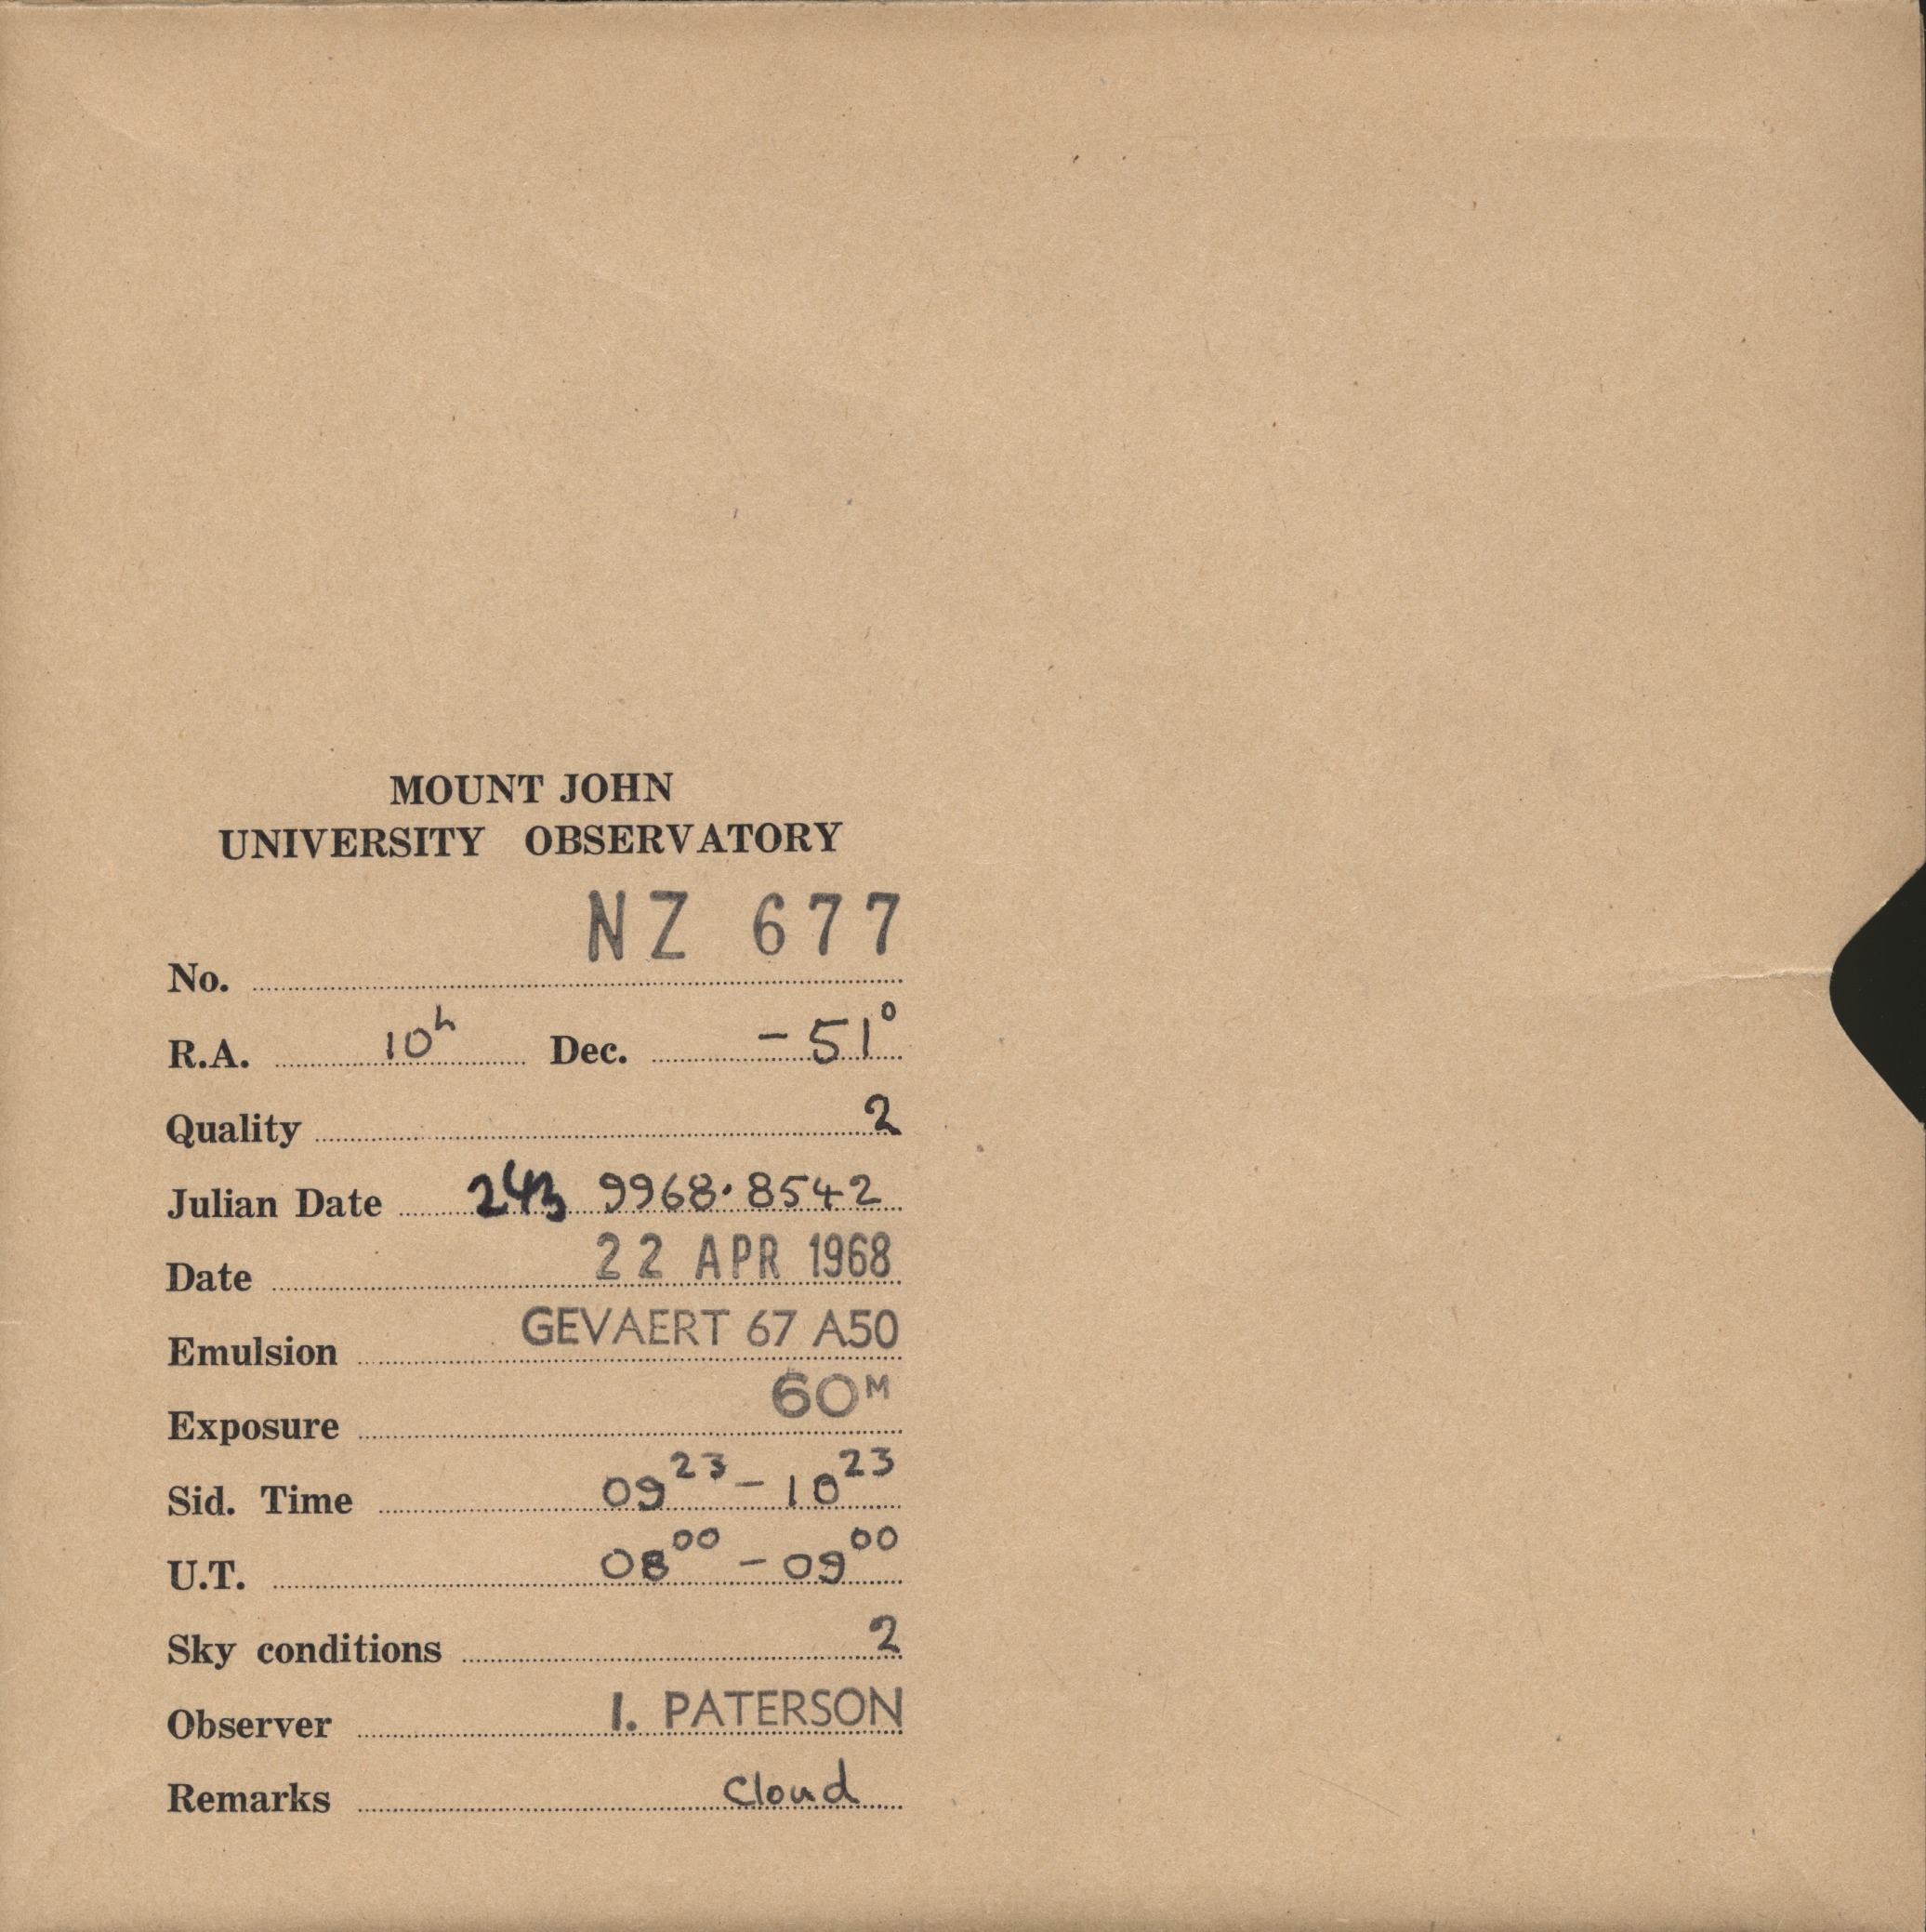 MOUNT JOHN
UNIVERSITY OBSERVATORY
No. NZ 677
R.A. 10h Dec. -51°
Quality 2
Julian Date 243 9968.8542
Date 22 APR 1968
Emulsion GEVAERT 67 A50
Exposure 60M
Sid. Time 09 23 - 10 23
U.T. 08 00 - 09 00
Sky conditions 2
Observer I. PATERSON
Remarks Cloud